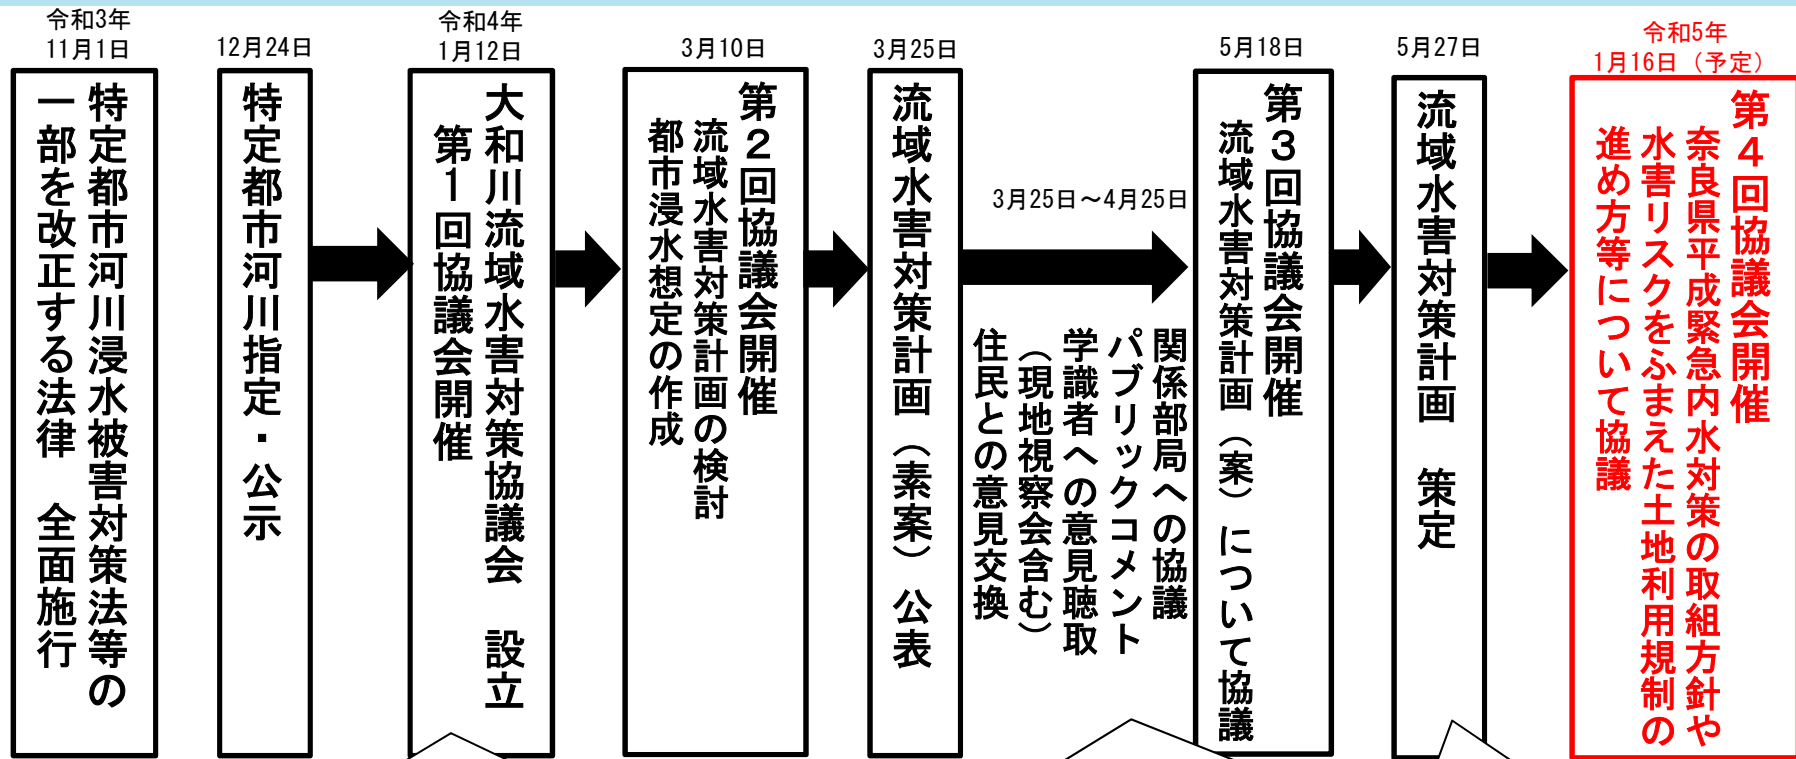 令和3年
11月1日
特定都市河川浸水被害対策法等の
一部を改正する法律　全面施行
12月24日
特定都市河川指定・公示
令和4年
1月12日
大和川流域水害対策協議会　設立
第１回協議会開催
3月10日
第２回協議会開催
流域水害対策計画の検討
都市浸水想定の作成
3月25日
流域水害対策計画（素案）公表
3月25日～4月25日
関係部局への協議
パブリックコメント
学識者への意見聴取
（現地視察会含む）
住民との意見交換
5月18日
第３回協議会開催
流域水害対策計画（案）について協議
5月27日
流域水害対策計画　策定
令和5年
1月16日（予定）
第４回協議会開催
奈良県平成緊急内水対策の取組方針や
水害リスクをふまえた土地利用規制の
進め方等について協議